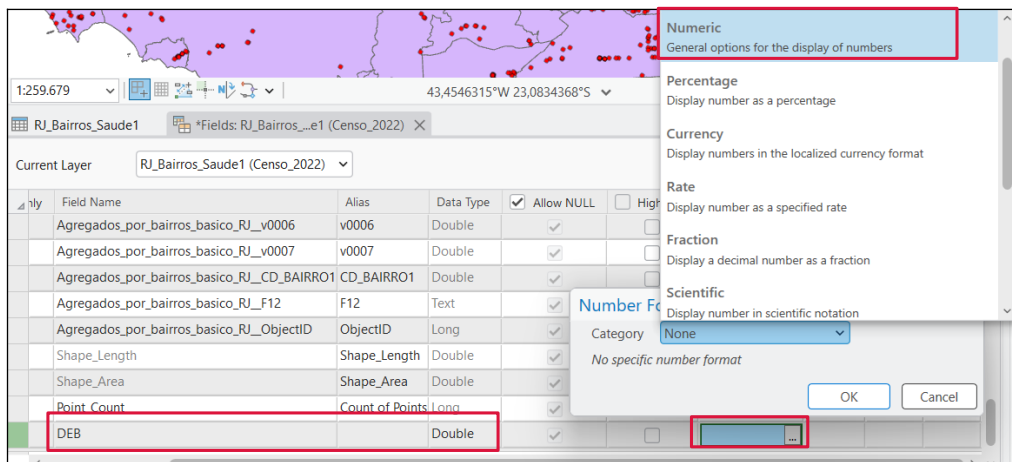 Numeric
General options for the display of numbers
Percentage
Display number as a percentage
Currency
Display numbers in the localized currency format
Rate
Display number as a specified rate
Fraction
Display a decimal number as a fraction
Scientific
Display number in scientific notation
1:259.679
43,4546315°W 23,0834368°S
RJ_Bairros_Saude1 *Fields: RJ_Bairros_...e1 (Censo_2022)
Current Layer RJ_Bairros_Saude1 (Censo_2022)
nly Field Name Alias Data Type Allow NULL High
Agregados_por_bairros_basico_RJ__v0006 v0006 Double
Agregados_por_bairros_basico_RJ__v0007 v0007 Double
Agregados_por_bairros_basico_RJ__CD_BAIRRO1 CD_BAIRRO1 Double
Agregados_por_bairros_basico_RJ__F12 F12 Text
Agregados_por_bairros_basico_RJ__ObjectID ObjectID Long
Shape_Length Shape_Length Double
Shape_Area Shape_Area Double
Point_Count Count of Points Long
DEB Double
...
Number Fo
Category None
No specific number format
OK Cancel